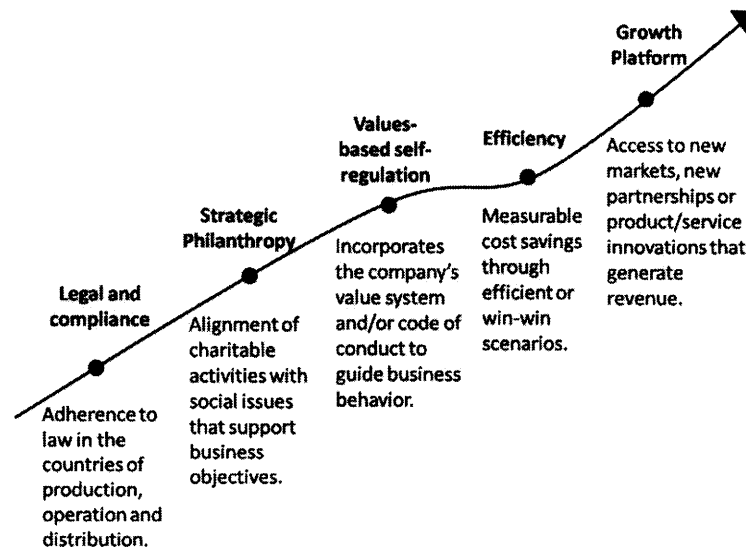 Growth
Platform
Access to new
markets, new
partnerships or
product/service
innovations that
generate
revenue.
Efficiency
Measurable
cost savings
through
efficient or
win-win
scenarios.
Values-
based self-
regulation
Incorporates
the company's
value system
and/or code of
conduct to
guide business
behavior.
Strategic
Philanthropy
Alignment of
charitable
activities with
social issues
that support
business
objectives.
Legal and
compliance
Adherence to
law in the
countries of
production,
operation and
distribution.